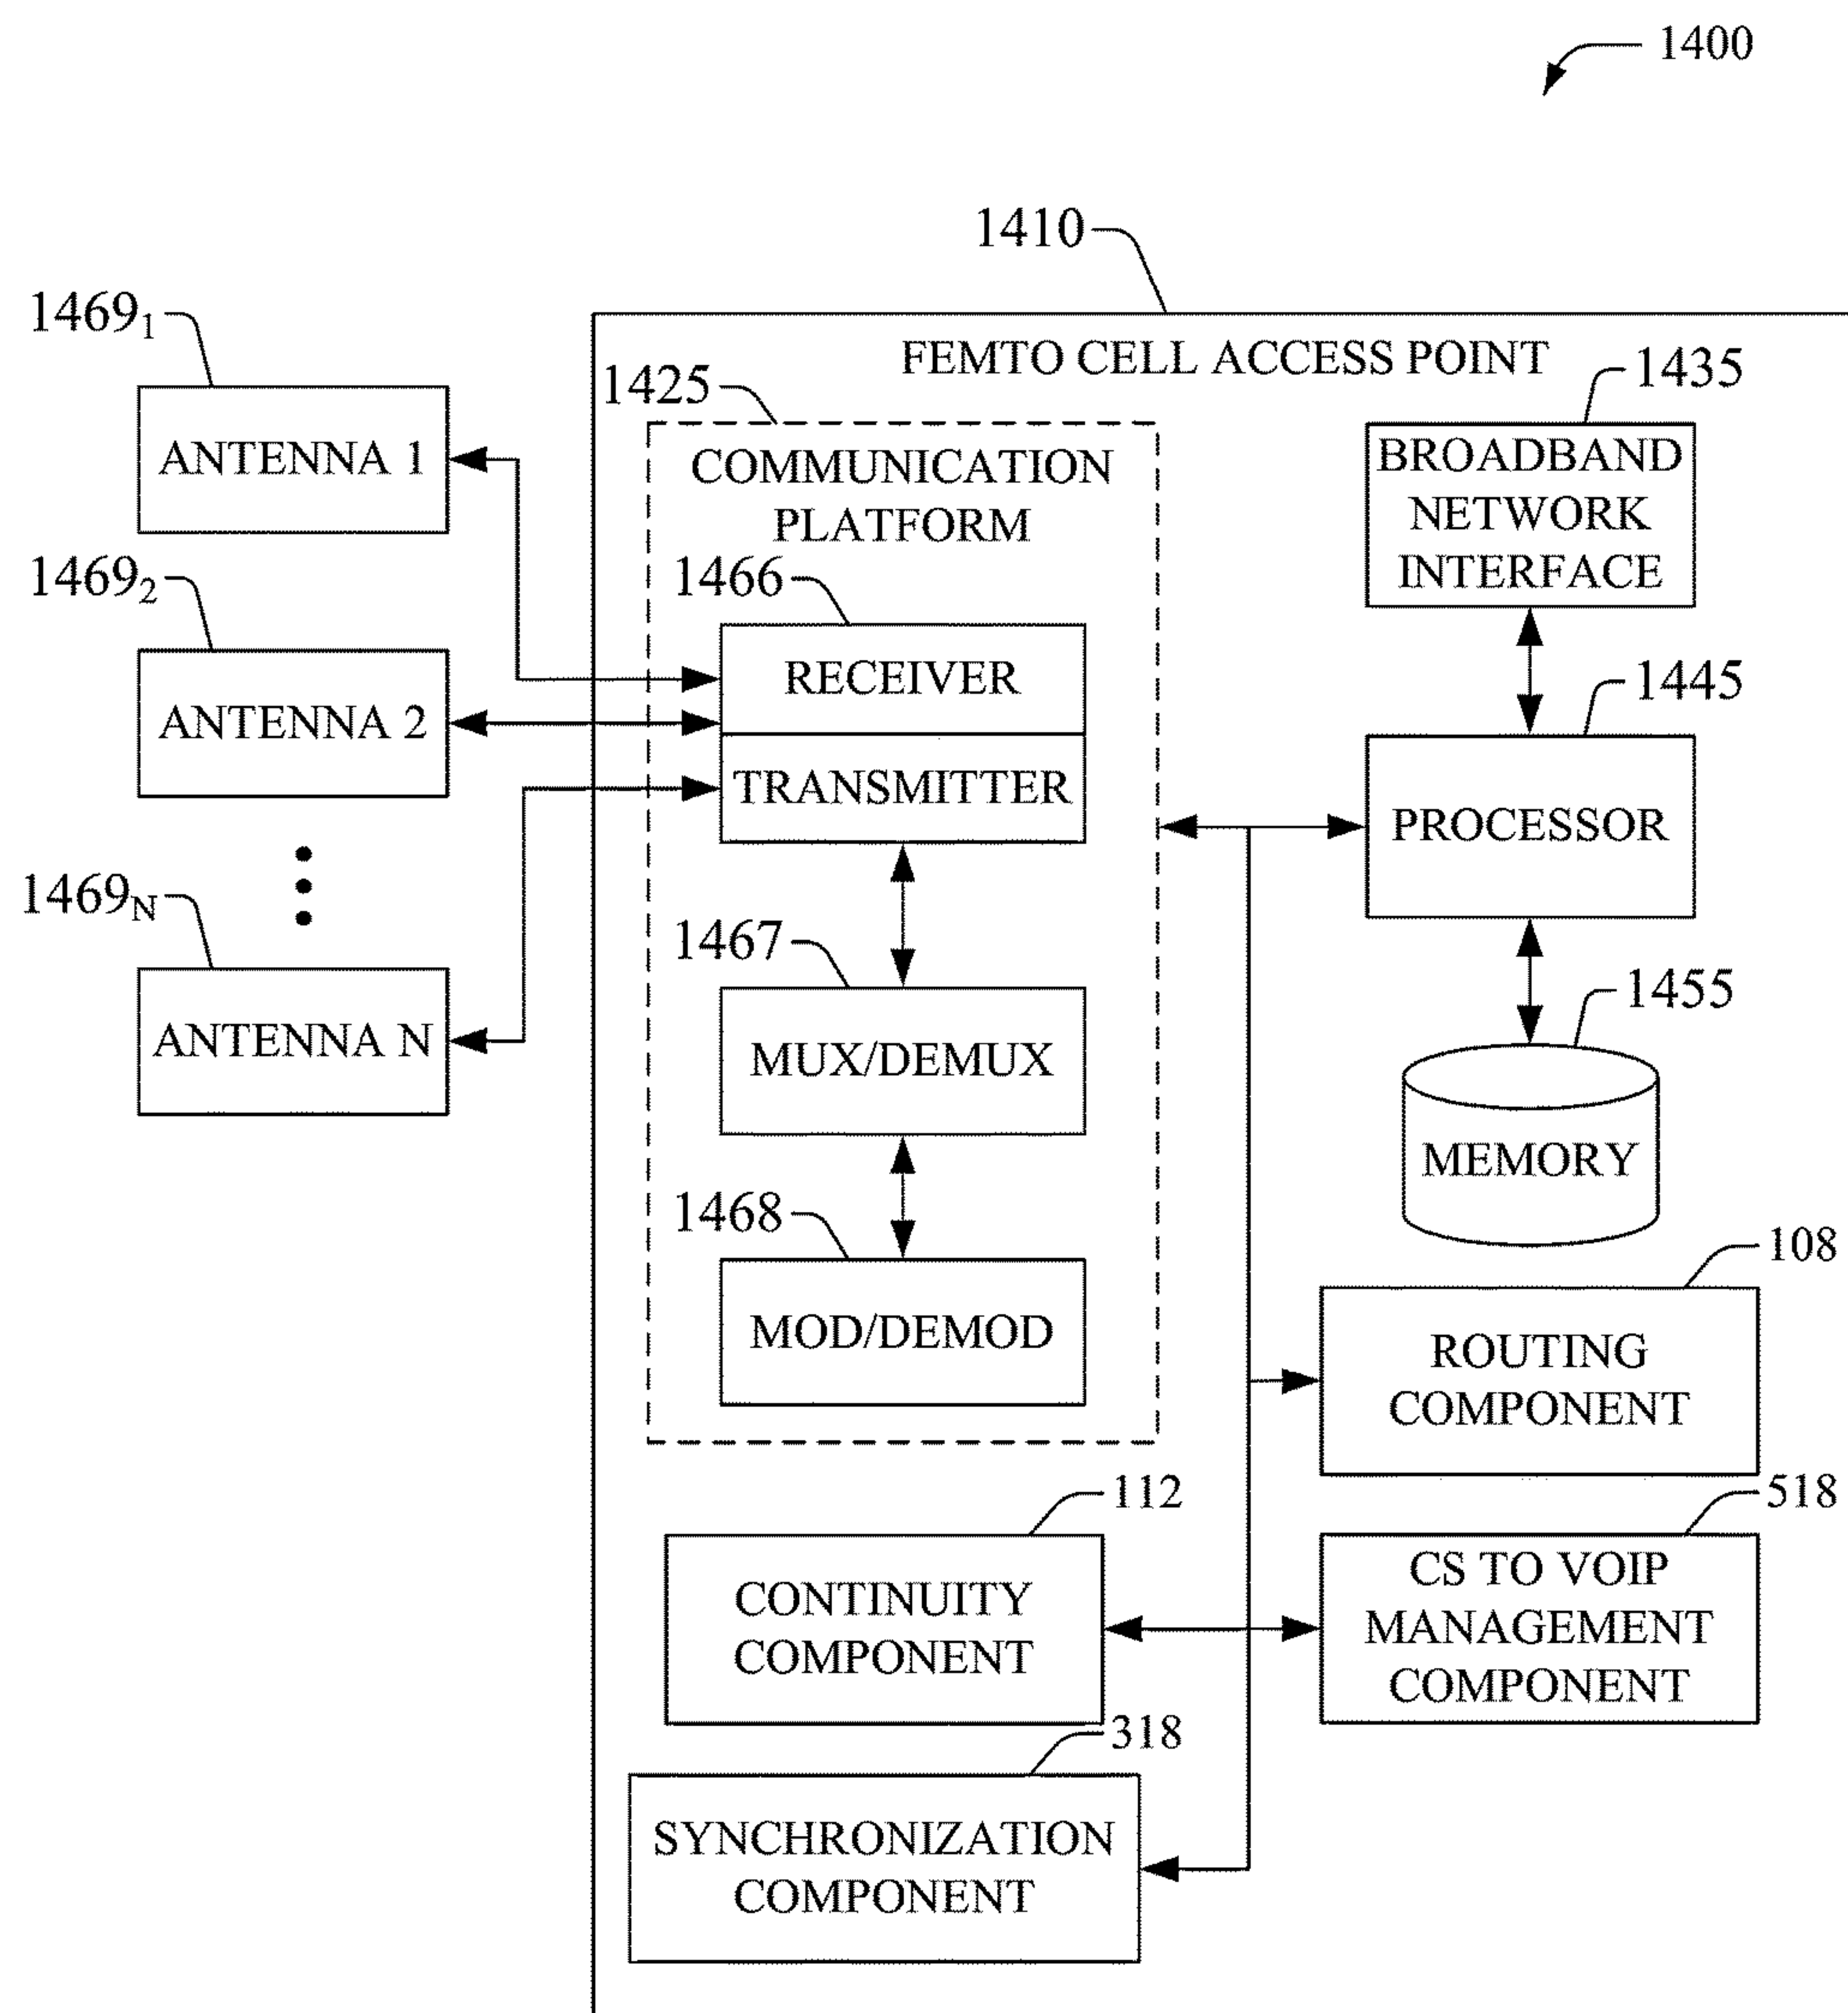 1400
1410
1469₁
FEMTO CELL ACCESS POINT
1425
1435
ANTENNA 1
COMMUNICATION
PLATFORM
BROADBAND
NETWORK
INTERFACE
1469₂
1466
RECEIVER
1445
ANTENNA 2
TRANSMITTER
PROCESSOR
1469N
1467
1455
ANTENNA N
MUX/DEMUX
MEMORY
1468
108
MOD/DEMOD
ROUTING
COMPONENT
112
518
CONTINUITY
COMPONENT
CS TO VOIP
MANAGEMENT
COMPONENT
318
SYNCHRONIZATION
COMPONENT